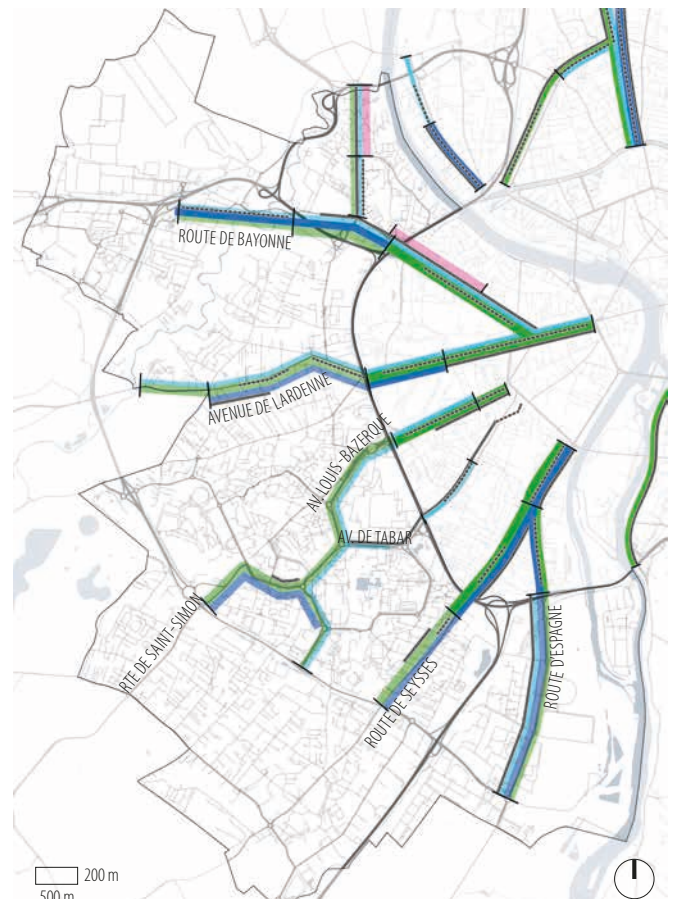 ROUTE DE BAYONNE
AVENUE DE LARDENNE
AV. LOUIS-BAZERQUE
AV. DE TABAR
RTE DE SAINT-SIMON
ROUTE DE SEYSSES
ROUTE D'ESPAGNE
200 m
500 m